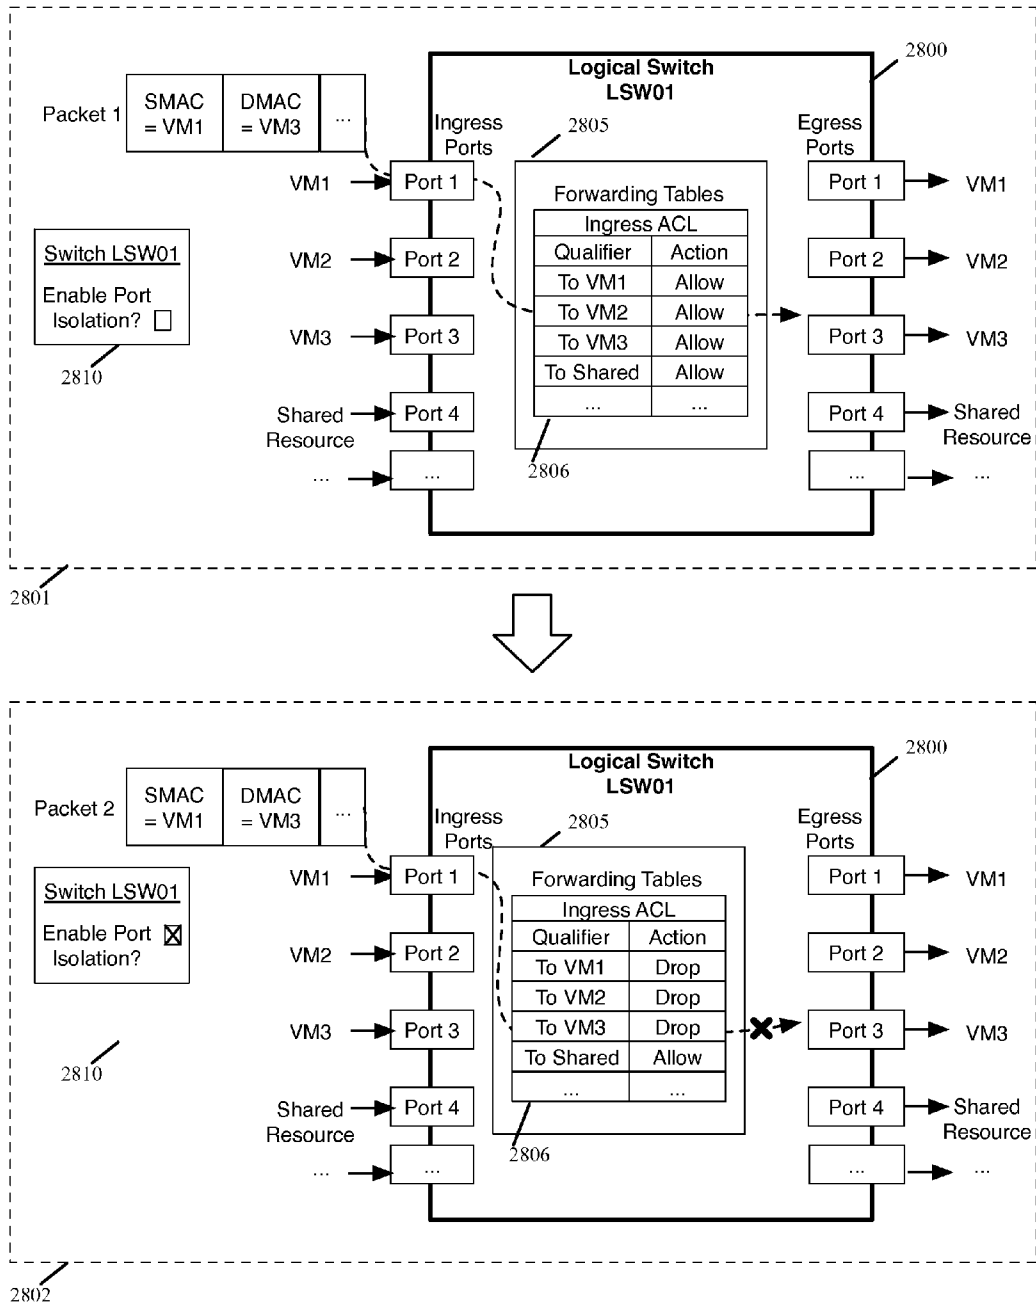 2800
Logical Switch
LSW01
Packet 1
SMAC
= VM1
DMAC
= VM3
...
Ingress
Ports
2805
Egress
Ports
VM1
Port 1
Forwarding Tables
Port 1
VM1
Ingress ACL
Qualifier
Action
Switch LSW01
Enable Port
Isolation?
VM2
Port 2
To VM1
Allow
Port 2
VM2
To VM2
Allow
VM3
Port 3
To VM3
Allow
Port 3
VM3
2810
To Shared
Allow
Shared
Resource
Port 4
...
...
Port 4
Shared
Resource
...
...
2806
...
...
2801
2800
Logical Switch
LSW01
Packet 2
SMAC
= VM1
DMAC
= VM3
...
Ingress
Ports
2805
Egress
Ports
VM1
Port 1
Forwarding Tables
Port 1
VM1
Ingress ACL
Switch LSW01
Enable Port
Isolation?
Qualifier
Action
VM2
Port 2
To VM1
Drop
Port 2
VM2
To VM2
Drop
VM3
Port 3
To VM3
Drop
Port 3
VM3
2810
To Shared
Allow
Shared
Resource
Port 4
...
...
Port 4
Shared
Resource
...
...
2806
...
...
2802